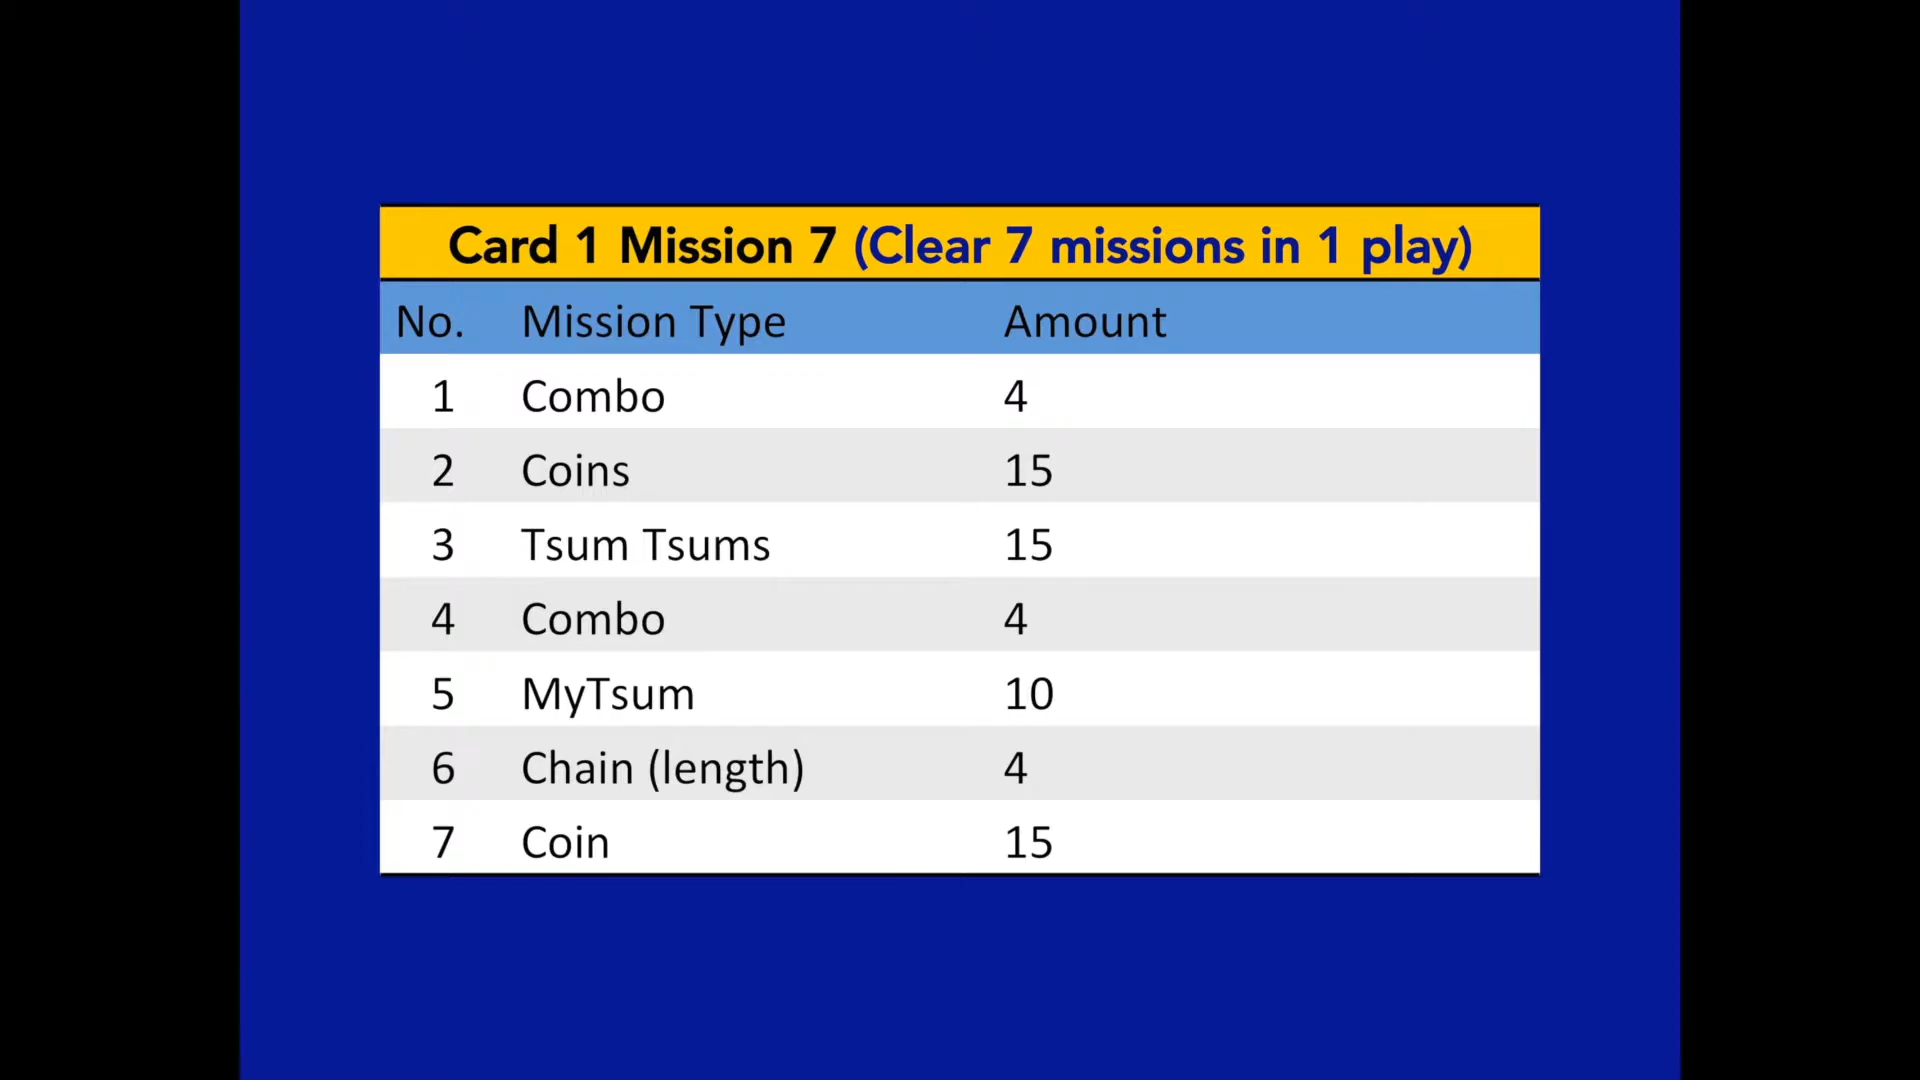 Card 1 Mission 7 (Clear 7 missions in 1 play)
No. Mission Type Amount
1 Combo 4
2 Coins 15
3 Tsum Tsums 15
4 Combo 4
5 MyTsum 10
6 Chain (length) 4
7 Coin 15